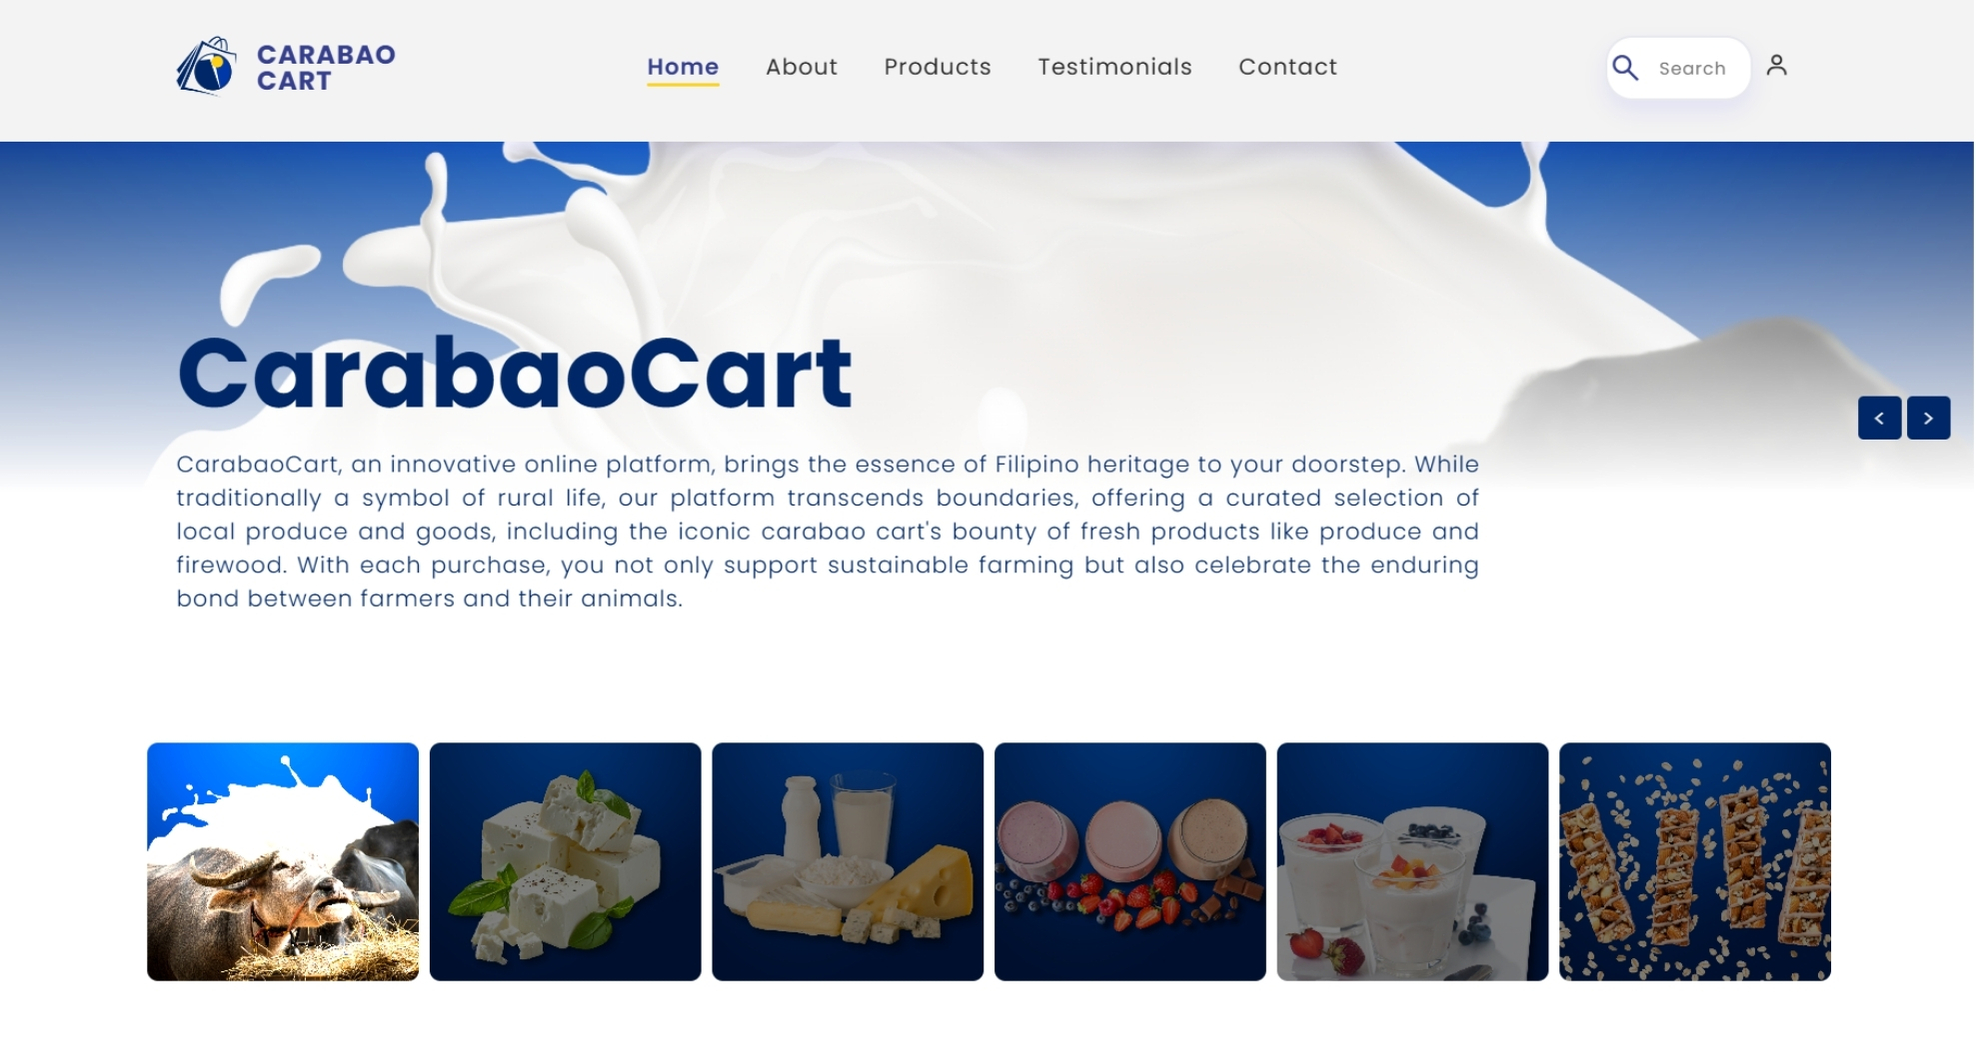 CARABAO
CART
Home
About
Products
Testimonials
Contact
Search
CarabaoCart
CarabaoCart, an innovative online platform, brings the essence of Filipino heritage to your doorstep. While
traditionally a symbol of rural life, our platform transcends boundaries, offering a curated selection of
local produce and goods, including the iconic carabao cart's bounty of fresh products like produce and
firewood. With each purchase, you not only support sustainable farming but also celebrate the enduring
bond between farmers and their animals.
< >